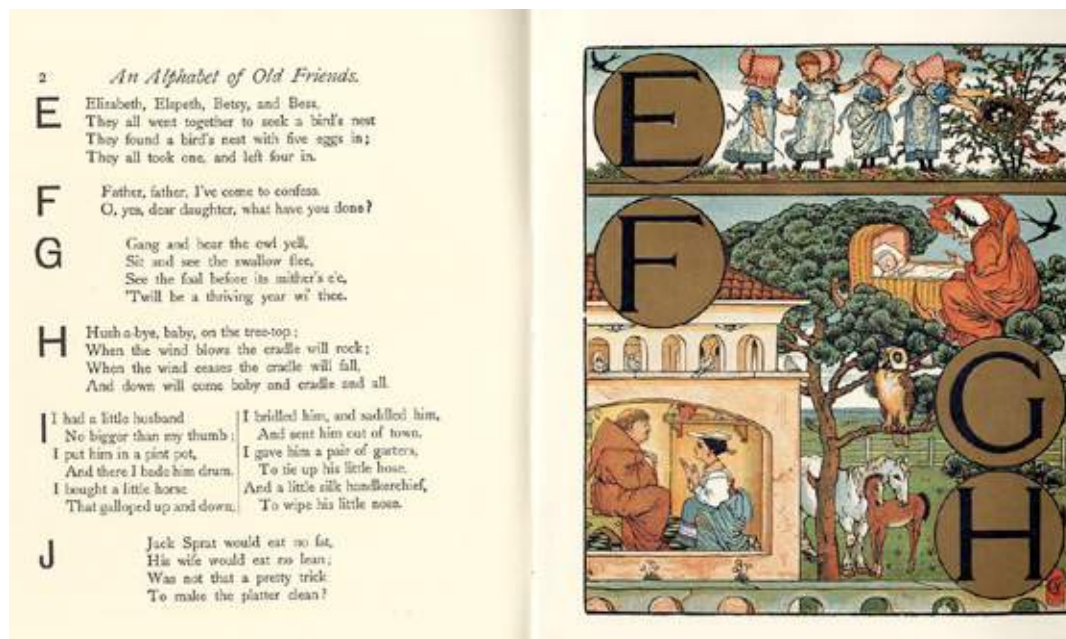 2 An Alphabet of Old Friends.
E Elizabeth, Elspeth, Betsy, and Bess,
They all went together to seek a bird's nest
They found a bird's nest with five eggs in;
They all took one, and left four in.
F Father, father, I've come to confess.
O, yes, dear daughter, what have you done?
G Gang and hear the owl yell,
Sit and see the swallow flee,
See the foal before its mither's e'e,
'Twill be a thriving year wi' thee.
H Hush-a-bye, baby, on the tree-top;
When the wind blows the cradle will rock;
When the wind ceases the cradle will fall,
And down will come baby and cradle and all.
I I had a little husband
No bigger than my thumb;
I put him in a pint pot,
And there I bade him drum.
I bought a little horse
That galloped up and down;
I bridled him, and saddled him,
And sent him out of town.
I gave him a pair of garters,
To tie up his little hose.
And a little silk handkerchief,
To wipe his little nose.
J Jack Sprat would eat no fat,
His wife would eat no lean;
Was not that a pretty trick
To make the platter clean?
E
F
G
H